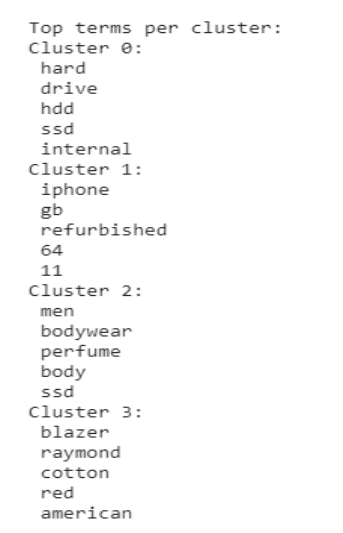 Top terms per cluster:
Cluster 0:
hard
drive
hdd
ssd
internal
Cluster 1:
iphone
gb
refurbished
64
11
Cluster 2:
men
bodywear
perfume
body
ssd
Cluster 3:
blazer
raymond
cotton
red
american